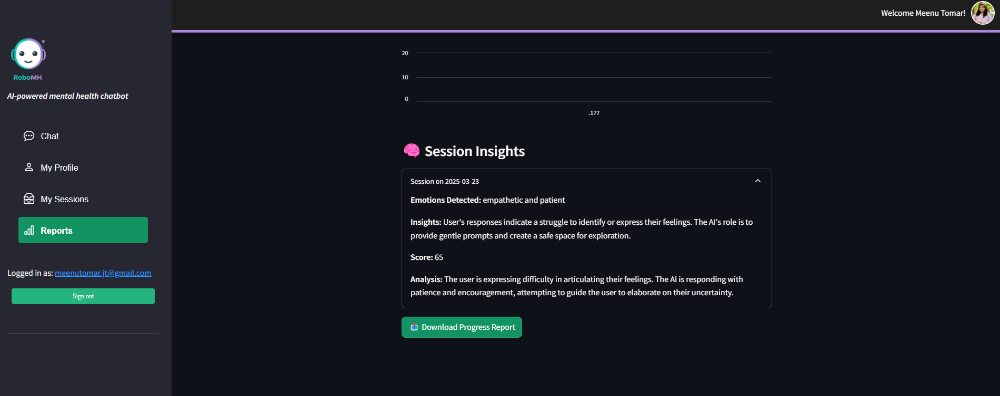 Welcome Meenu Tomar!
RoboMH
AI-powered mental health chatbot
Chat
My Profile
My Sessions
Reports
Logged in as: meenutomar.jt@gmail.com
Sign out
20
10
0
.177
Session Insights
Session on 2025-03-23
Emotions Detected: empathetic and patient
Insights: User's responses indicate a struggle to identify or express their feelings. The AI's role is to
provide gentle prompts and create a safe space for exploration.
Score: 65
Analysis: The user is expressing difficulty in articulating their feelings. The AI is responding with
patience and encouragement, attempting to guide the user to elaborate on their uncertainty.
Download Progress Report